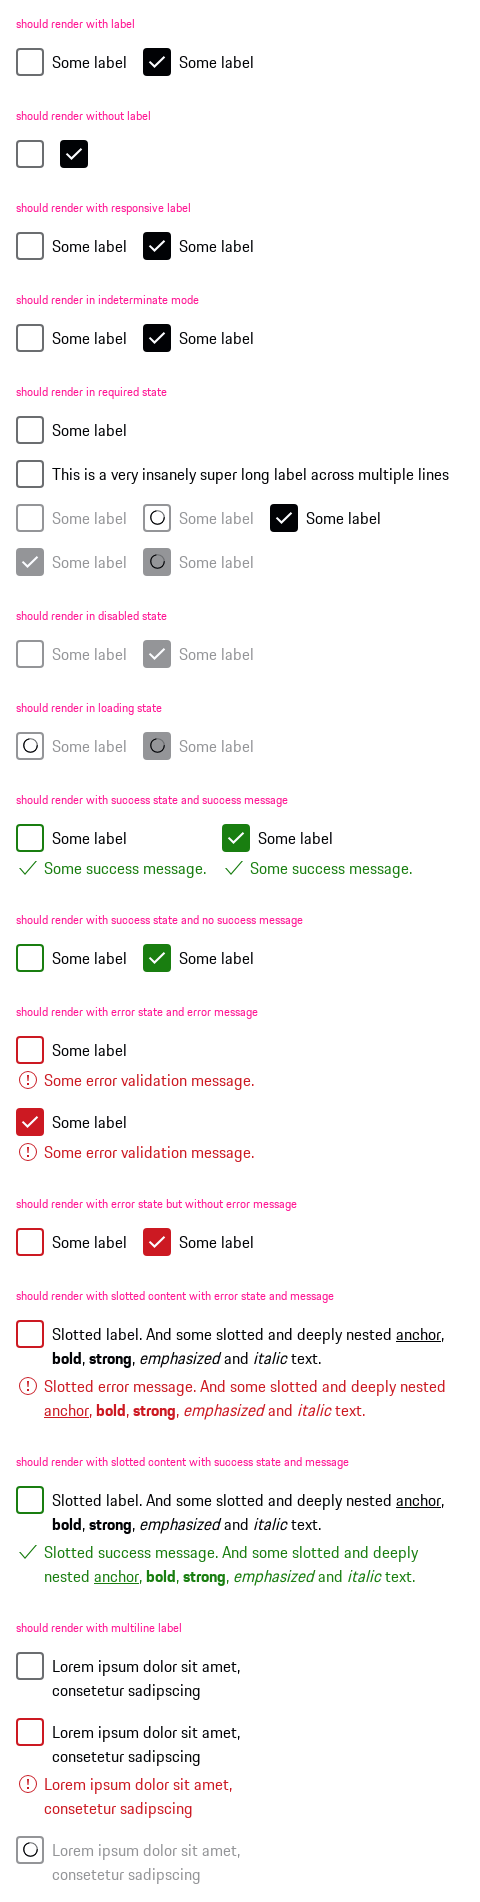 should render with label
Some label Some label
should render without label
should render with responsive label
Some label Some label
should render in indeterminate mode
Some label Some label
should render in required state
Some label
This is a very insanely super long label across multiple lines
Some label Some label Some label
Some label Some label
should render in disabled state
Some label Some label
should render in loading state
Some label Some label
should render with success state and success message
Some label Some label
Some success message. Some success message.
should render with success state and no success message
Some label Some label
should render with error state and error message
Some label
Some error validation message.
Some label
Some error validation message.
should render with error state but without error message
Some label Some label
should render with slotted content with error state and message
Slotted label. And some slotted and deeply nested anchor,
bold, strong, emphasized and italic text.
Slotted error message. And some slotted and deeply nested
anchor, bold, strong, emphasized and italic text.
should render with slotted content with success state and message
Slotted label. And some slotted and deeply nested anchor,
bold, strong, emphasized and italic text.
Slotted success message. And some slotted and deeply
nested anchor, bold, strong, emphasized and italic text.
should render with multiline label
Lorem ipsum dolor sit amet,
consetetur sadipscing
Lorem ipsum dolor sit amet,
consetetur sadipscing
Lorem ipsum dolor sit amet,
consetetur sadipscing
Lorem ipsum dolor sit amet,
consetetur sadipscing